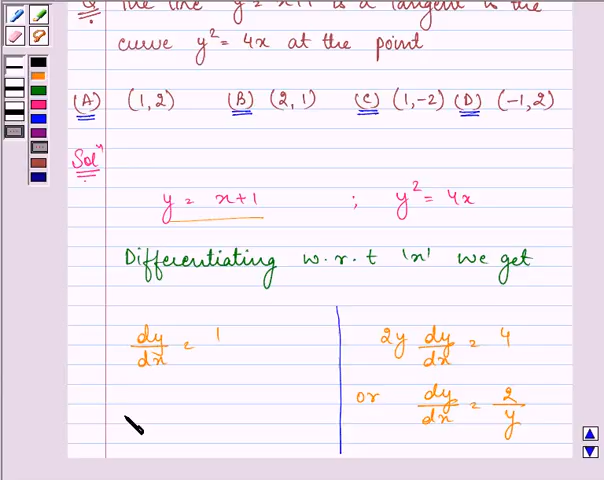 Q The line y = x+1 is a tangent to the
curve y² = 4x at the point
(A) (1, 2) (B) (2, 1) (C) (1, -2) (D) (-1, 2)
Solⁿ
y = x+1 ; y² = 4x
Differentiating w.r.t 'x' we get
dy/dx = 1
2y dy/dx = 4
or dy/dx = 2/y